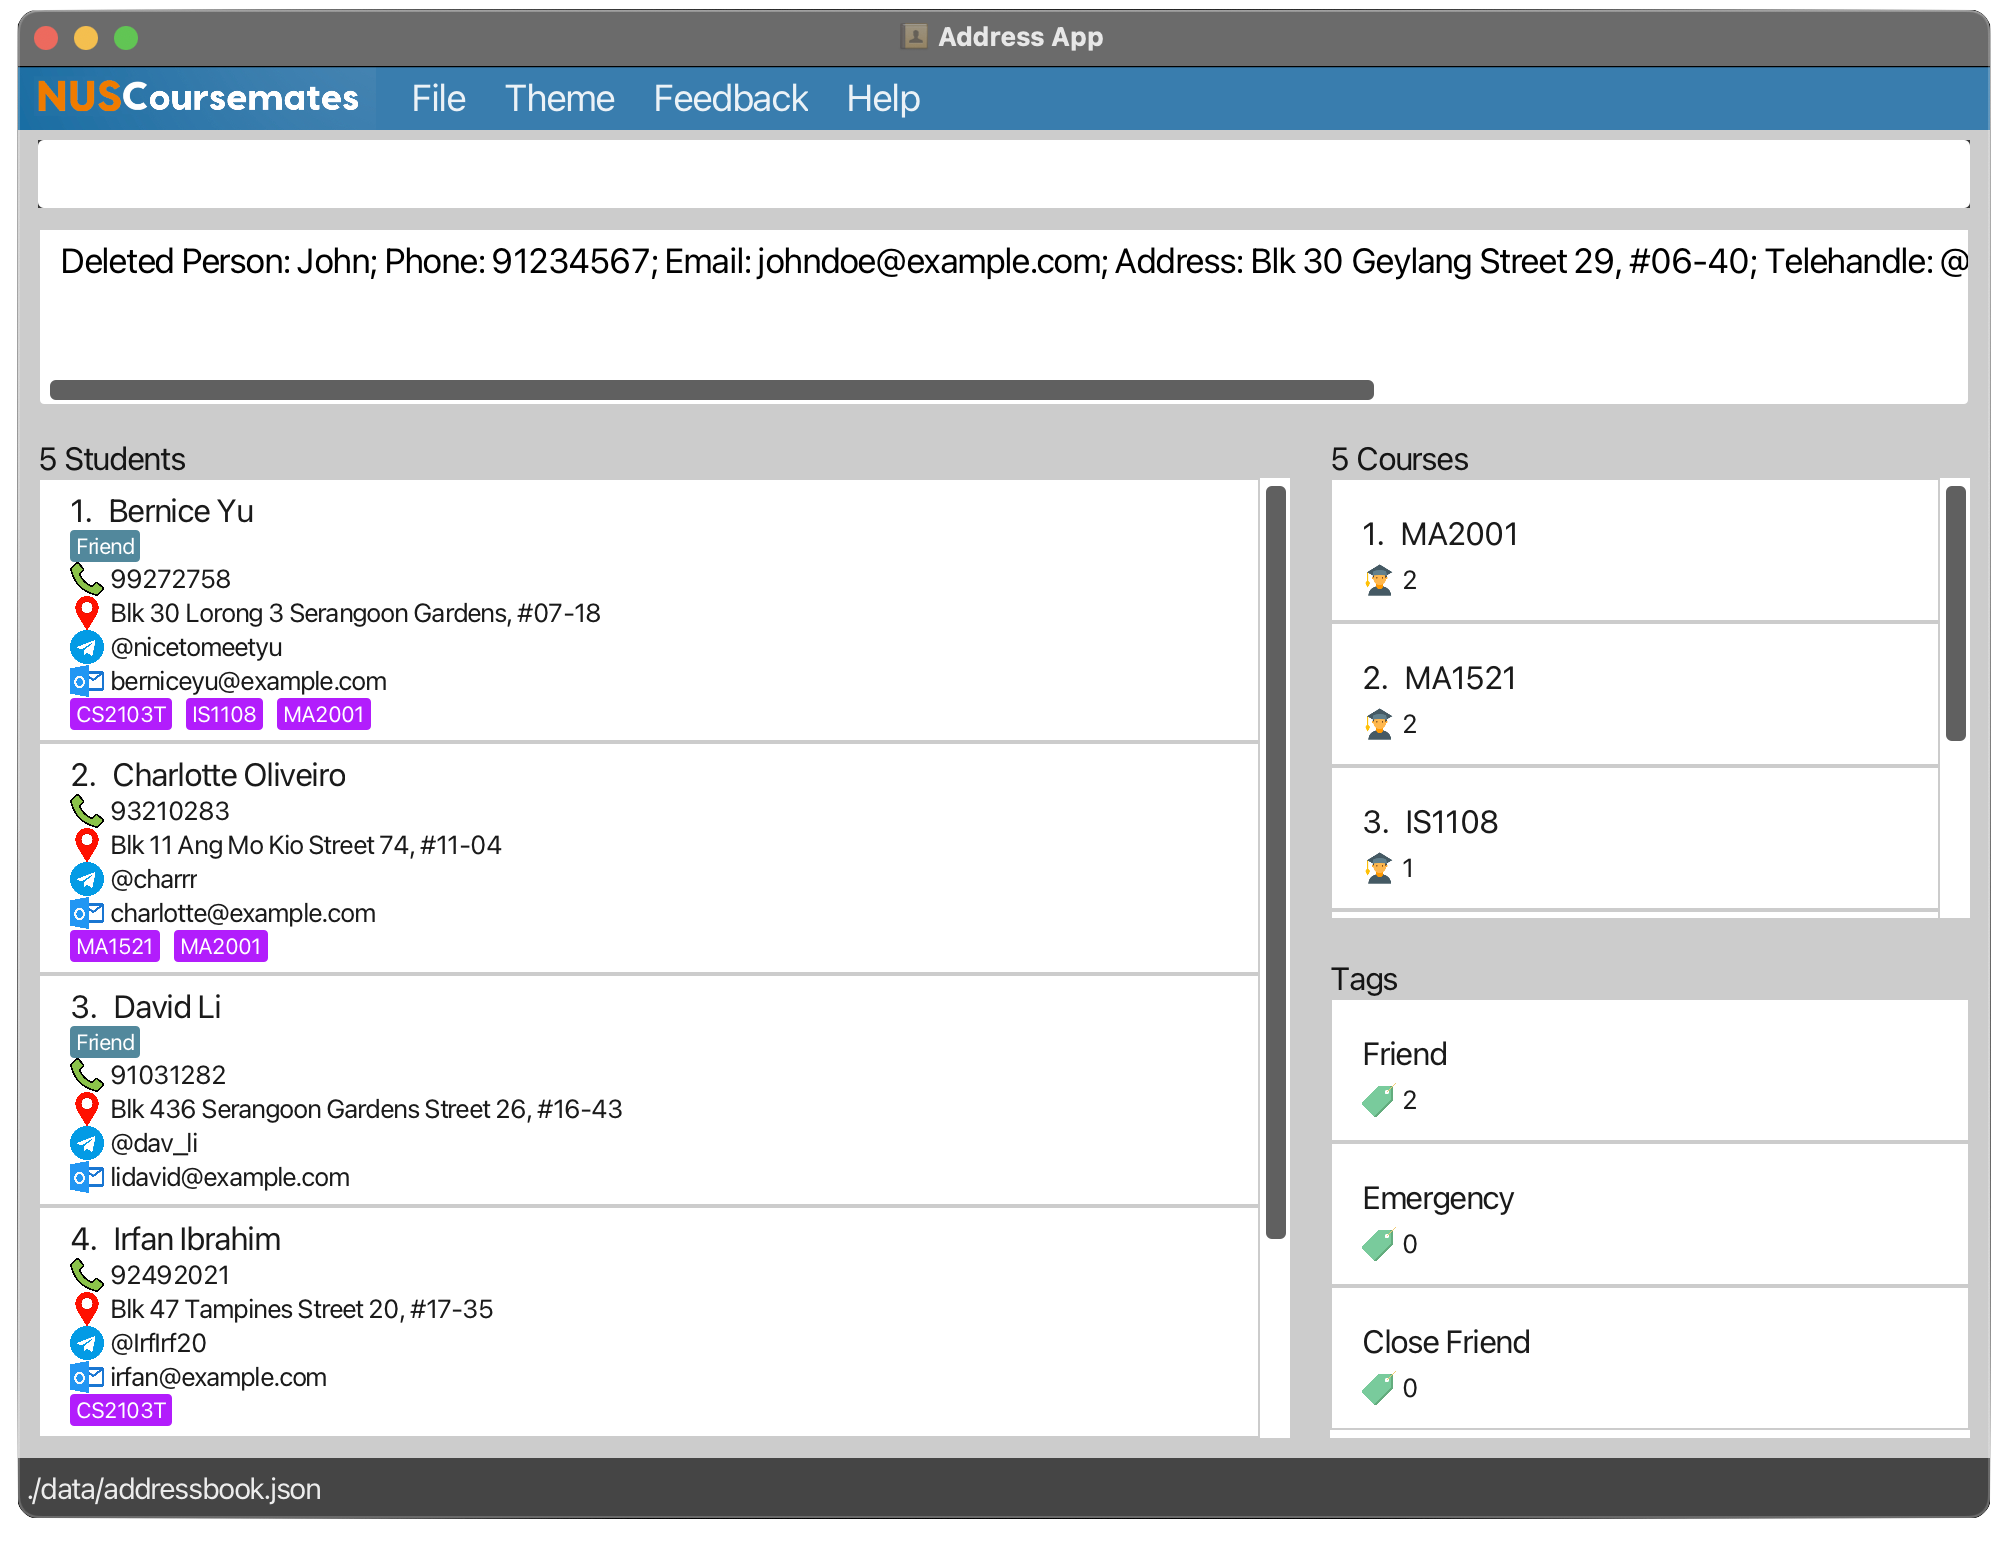 Address App
NUSCoursemates File Theme Feedback Help
Deleted Person: John; Phone: 91234567; Email: johndoe@example.com; Address: Blk 30 Geylang Street 29, #06-40; Telehandle: @
5 Students
1. Bernice Yu
Friend
99272758
Blk 30 Lorong 3 Serangoon Gardens, #07-18
@nicetomeetyu
berniceyu@example.com
CS2103T IS1108 MA2001
2. Charlotte Oliveiro
93210283
Blk 11 Ang Mo Kio Street 74, #11-04
@charrr
charlotte@example.com
MA1521 MA2001
3. David Li
Friend
91031282
Blk 436 Serangoon Gardens Street 26, #16-43
@dav_li
lidavid@example.com
4. Irfan Ibrahim
92492021
Blk 47 Tampines Street 20, #17-35
@IrfIrf20
irfan@example.com
CS2103T
5 Courses
1. MA2001
2
2. MA1521
2
3. IS1108
1
Tags
Friend
2
Emergency
0
Close Friend
0
./data/addressbook.json